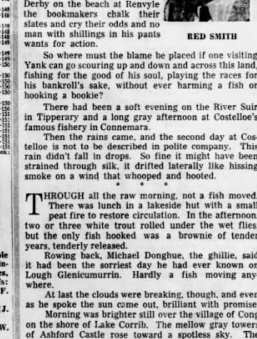 Derby on the beach at Renvyle
the bookmakers chalk their
slates and cry their odds and no
man with shillings in his pants
wants for action.
RED SMITH
So where must the blame be placed if one visiting
Yank can go scouring up and down across this land,
fishing for the good of his soul, playing the races for
his bankroll's sake, without ever harming a fish or
hooking a bookie?
There had been a soft evening on the River Suir
in Tipperary and a long gray afternoon at Costelloe's
famous fishery in Connemara.
Then the rains came, and the second day at Cos-
telloe is not to be described in polite company. This
rain didn't fall in drops. So fine it might have been
strained through silk, it drifted laterally like hissing
smoke on a wind that whooped and hooted.
* * *
THROUGH all the raw morning, not a fish moved.
There was lunch in a lakeside but with a small
peat fire to restore circulation. In the afternoon
two or three white trout rolled under the wet flies
but the only fish hooked was a brownie of tender
years, tenderly released.
Rowing back, Michael Donghue, the ghillie, said
it had been the sorriest day he had ever known on
Lough Glenicumurrin. Hardly a fish moving any-
where.
At last the clouds were breaking, though, and even
as he spoke the sun came out, brilliant with promise
Morning was brighter still over the village of Cong
on the shore of Lake Corrib. The mellow gray towers
of Ashford Castle rose toward a spotless sky. The